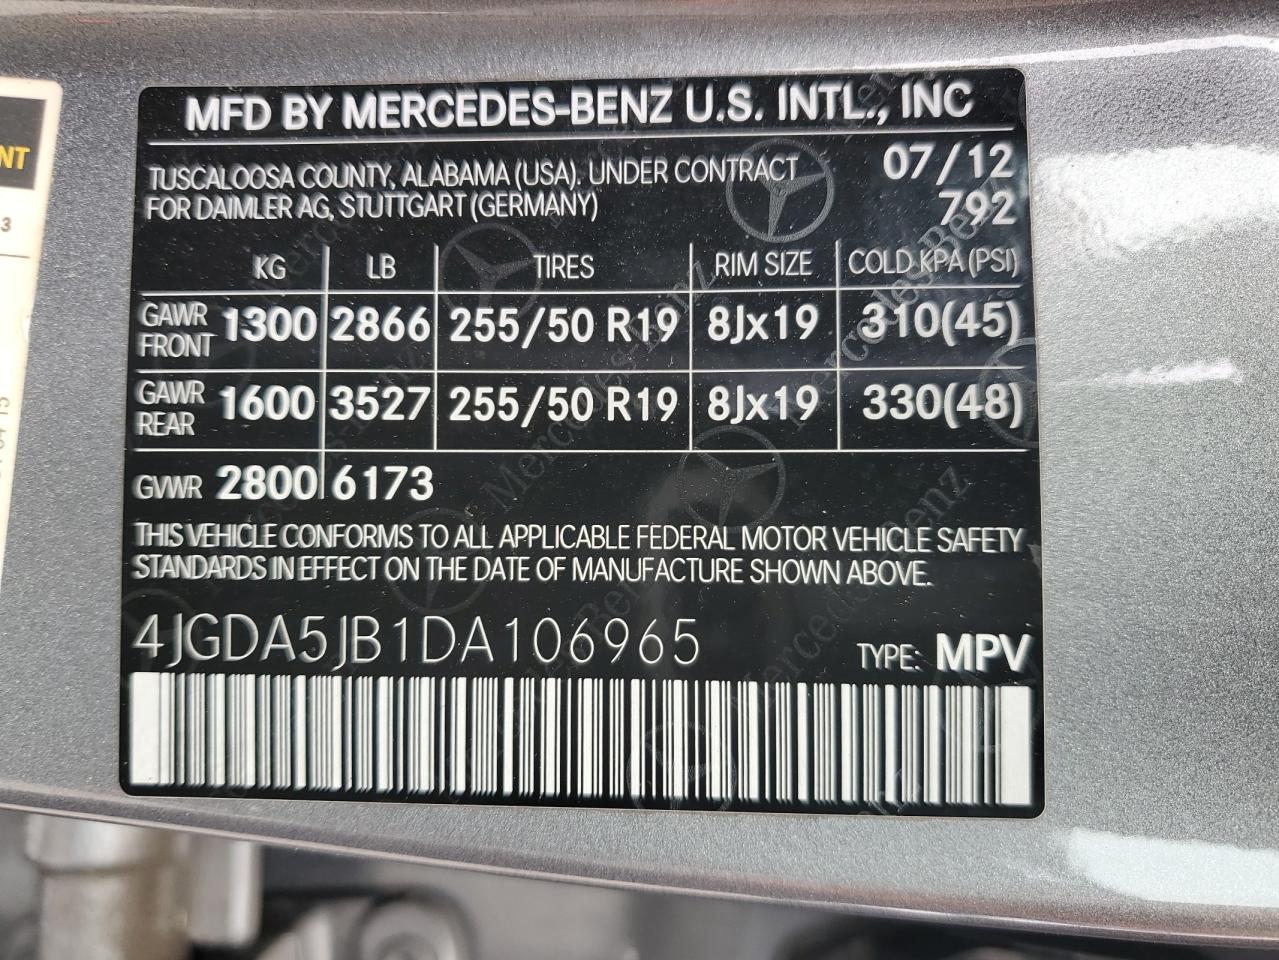 NT
3
MFD BY MERCEDES-BENZ U.S. INTL., INC
TUSCALOOSA COUNTY, ALABAMA (USA). UNDER CONTRACT 07/12
FOR DAIMLER AG, STUTTGART (GERMANY) 792
KG LB TIRES RIM SIZE COLD KPA (PSI)
GAWR FRONT 1300 2866 255/50 R19 8Jx19 310(45)
GAWR REAR 1600 3527 255/50 R19 8Jx19 330(48)
GVWR 2800 6173
THIS VEHICLE CONFORMS TO ALL APPLICABLE FEDERAL MOTOR VEHICLE SAFETY
STANDARDS IN EFFECT ON THE DATE OF MANUFACTURE SHOWN ABOVE.
4JGDA5JB1DA106965 TYPE: MPV